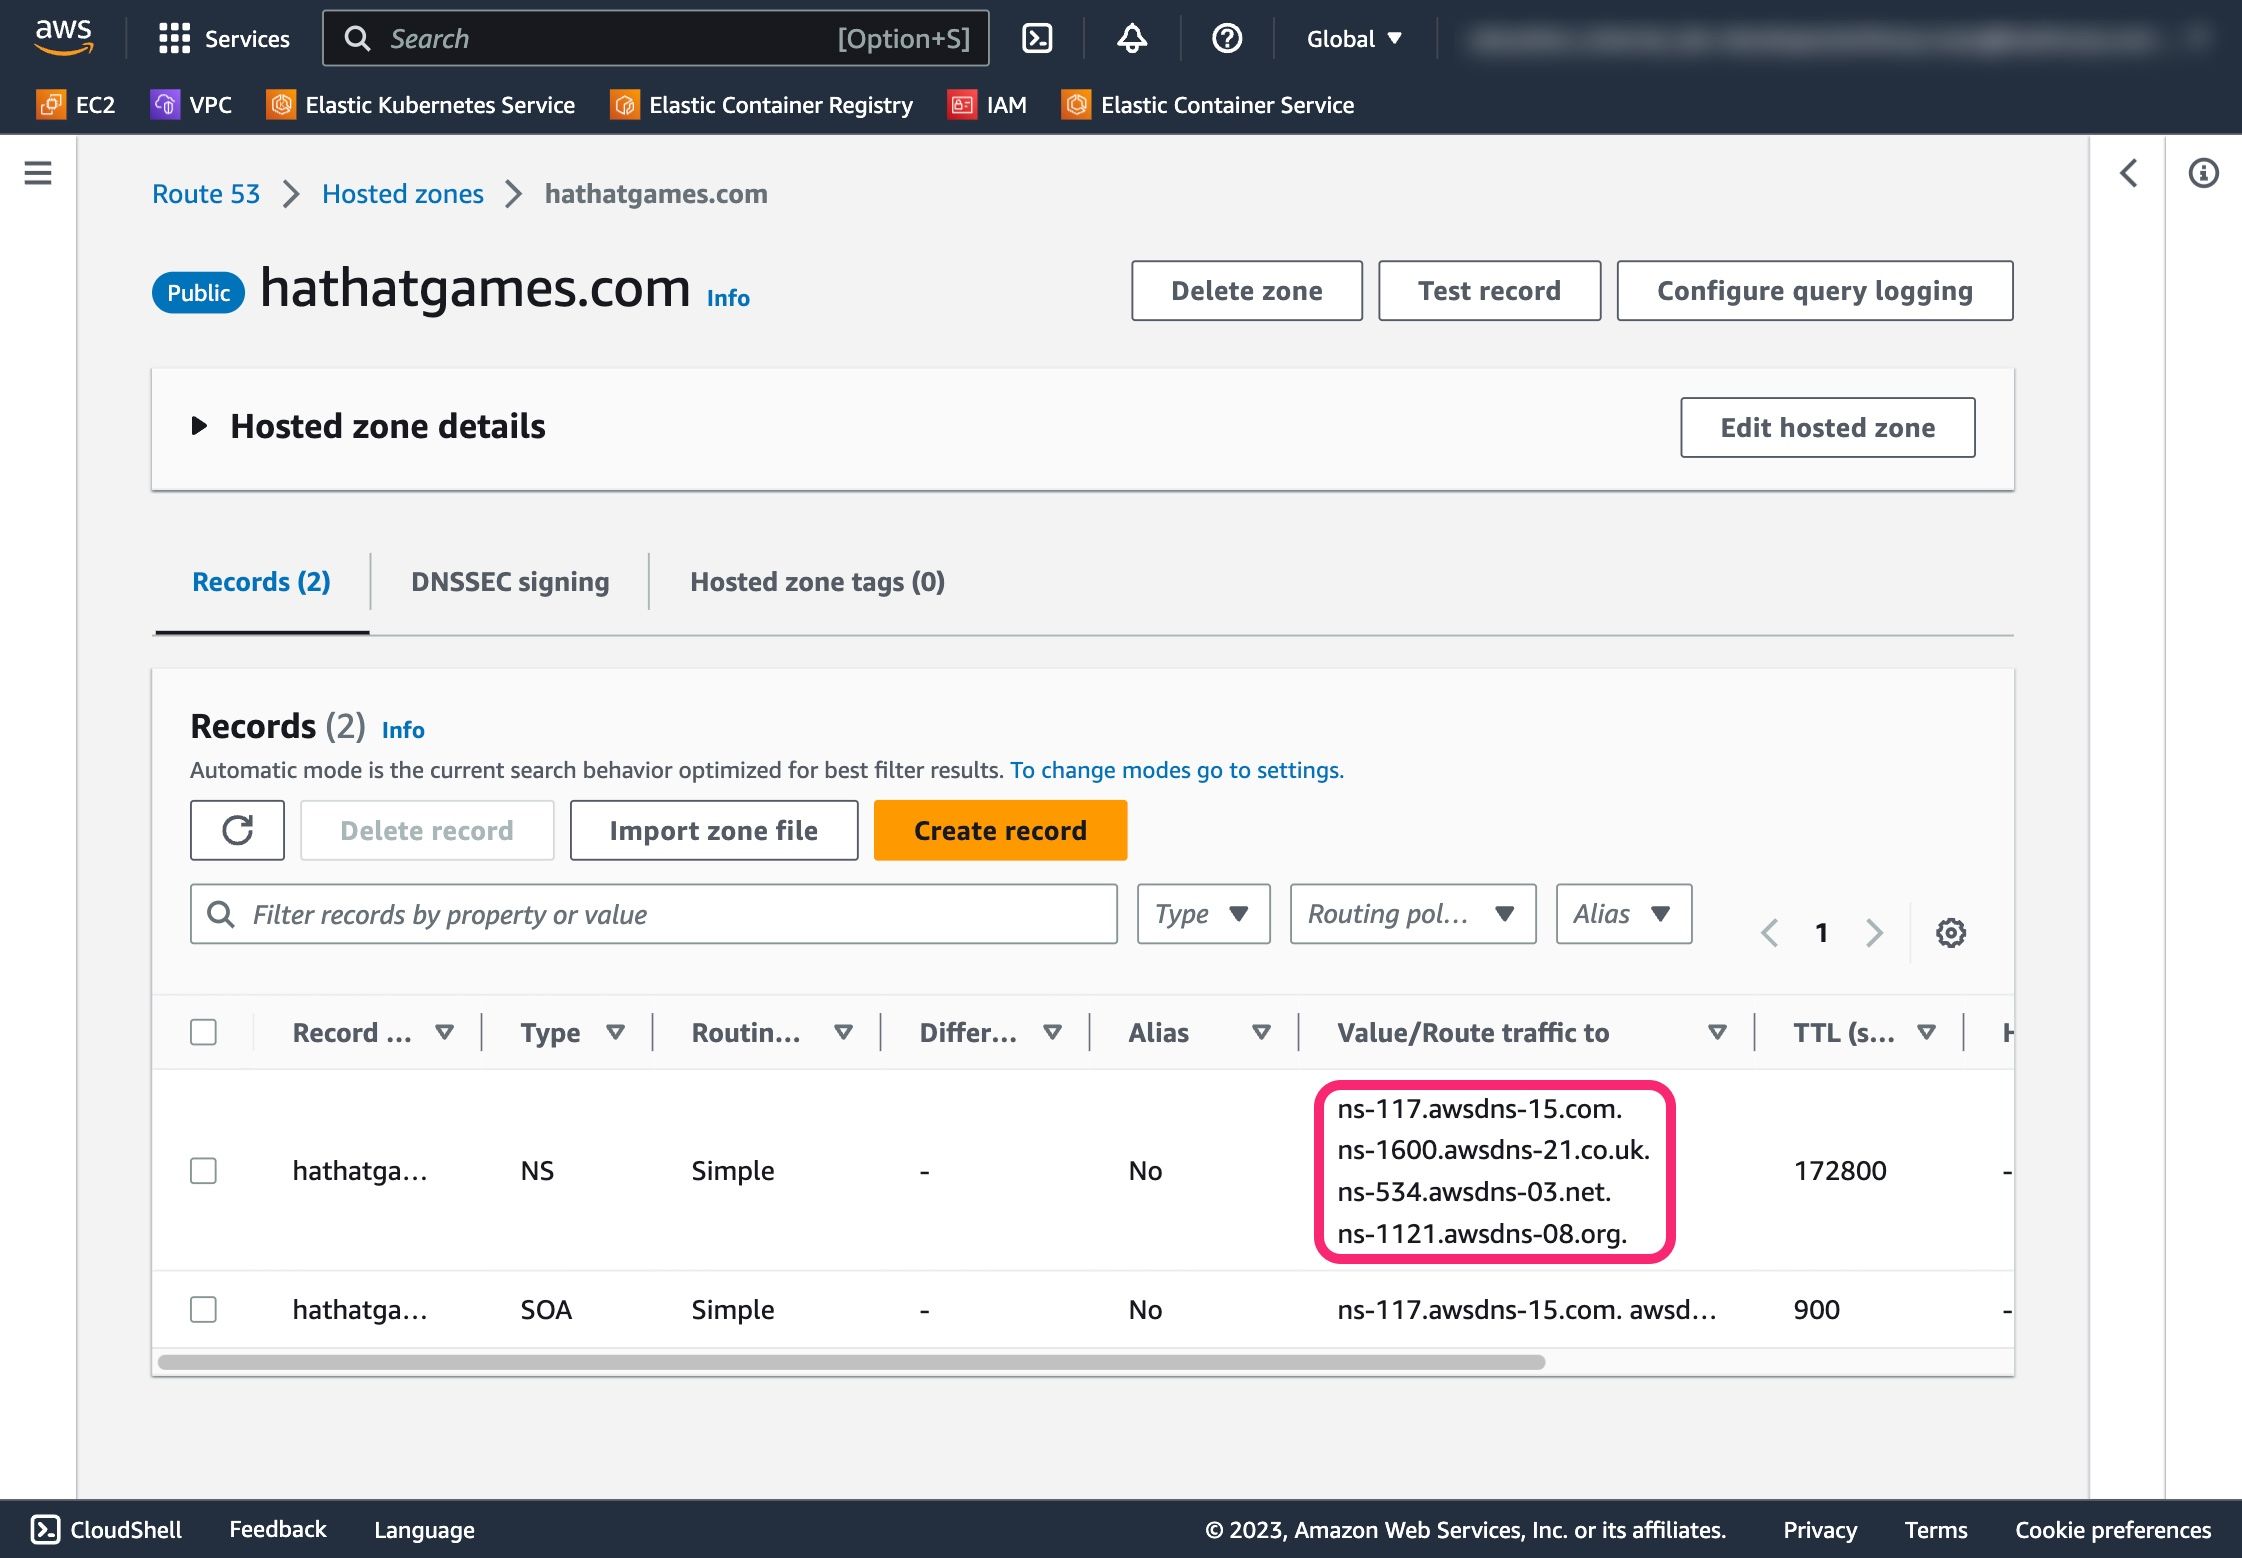 aws Services Search [Option+S] Global
EC2 VPC Elastic Kubernetes Service Elastic Container Registry IAM Elastic Container Service
Route 53 Hosted zones hathatgames.com
Public hathatgames.com Info Delete zone Test record Configure query logging
Hosted zone details Edit hosted zone
Records (2) DNSSEC signing Hosted zone tags (0)
Records (2) Info
Automatic mode is the current search behavior optimized for best filter results. To change modes go to settings.
Delete record Import zone file Create record
Filter records by property or value Type Routing pol... Alias 1
Record ... Type Routin... Differ... Alias Value/Route traffic to TTL (s...
ns-117.awsdns-15.com.
ns-1600.awsdns-21.co.uk.
hathatga... NS Simple - No 172800 -
ns-534.awsdns-03.net.
ns-1121.awsdns-08.org.
hathatga... SOA Simple - No ns-117.awsdns-15.com. awsd... 900 -
CloudShell Feedback Language © 2023, Amazon Web Services, Inc. or its affiliates. Privacy Terms Cookie preferences